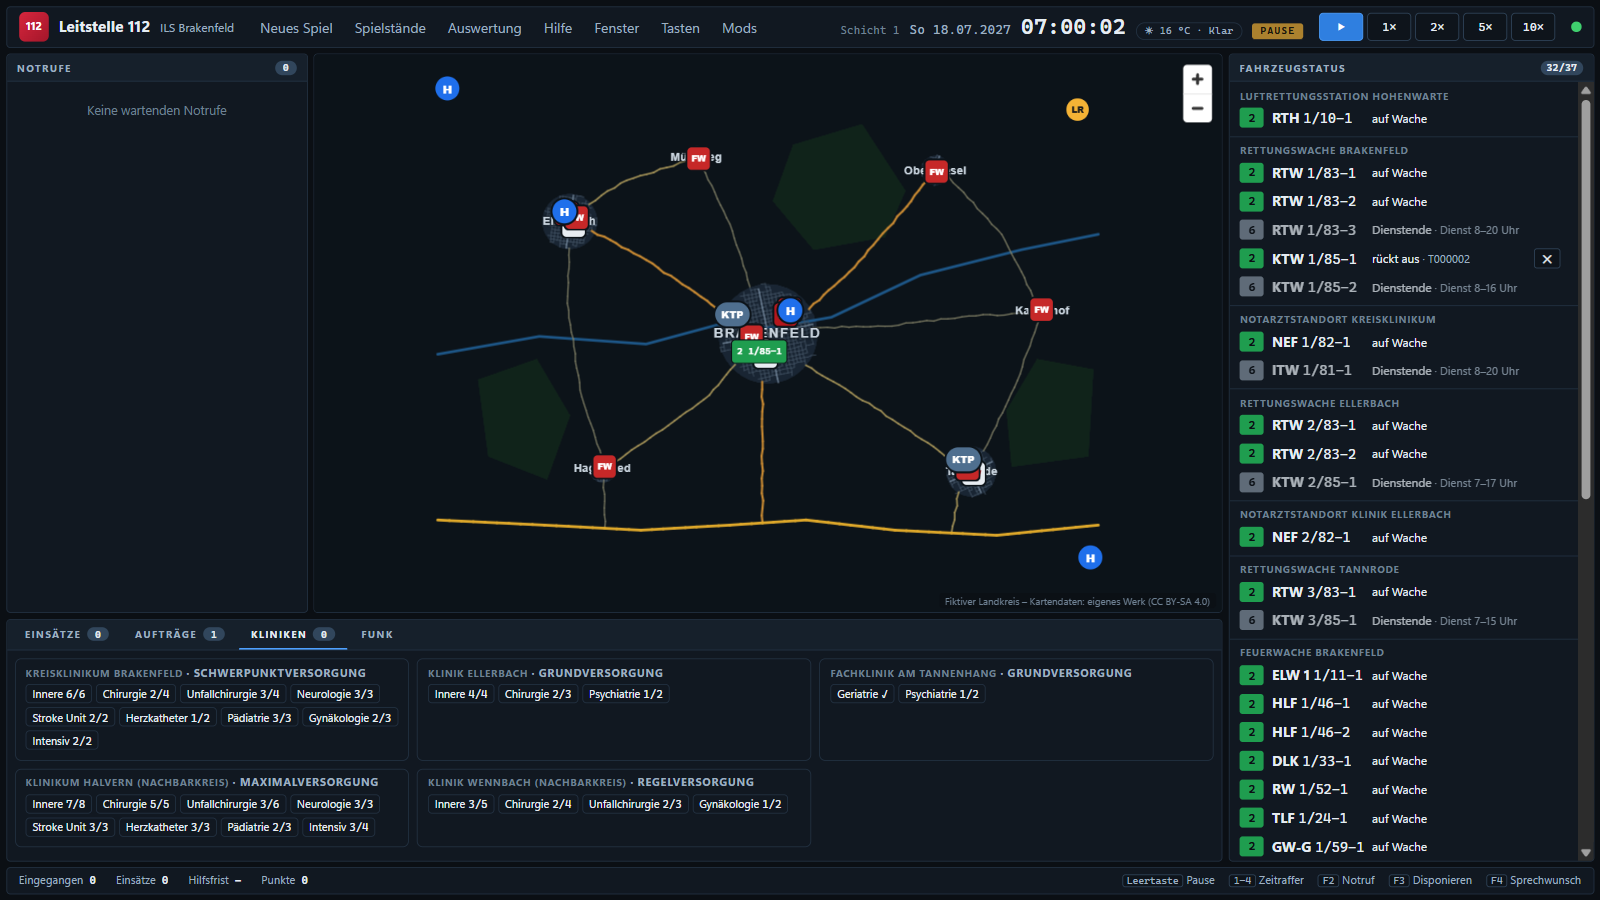 112 Leitstelle 112 ILS Brakenfeld Neues Spiel Spielstände Auswertung Hilfe Fenster Tasten Mods Schicht 1 So 18.07.2027 07:00:02 ☀ 16 °C · Klar PAUSE ▶ 1× 2× 5× 10×
NOTRUFE 0
Keine wartenden Notrufe
H
LR
+
−
FW
FW
H
FW
KTP
H
FW
BRAKENFELD
FW
2 1/85–1
FW
KTP
H
Fiktiver Landkreis – Kartendaten: eigenes Werk (CC BY-SA 4.0)
FAHRZEUGSTATUS 32/37
LUFTRETTUNGSSTATION HOHENWARTE
2 RTH 1/10–1 auf Wache
RETTUNGSWACHE BRAKENFELD
2 RTW 1/83–1 auf Wache
2 RTW 1/83–2 auf Wache
6 RTW 1/83–3 Dienstende · Dienst 8–20 Uhr
2 KTW 1/85–1 rückt aus · T000002 ✕
6 KTW 1/85–2 Dienstende · Dienst 8–16 Uhr
NOTARZTSTANDORT KREISKLINIKUM
2 NEF 1/82–1 auf Wache
6 ITW 1/81–1 Dienstende · Dienst 8–20 Uhr
RETTUNGSWACHE ELLERBACH
2 RTW 2/83–1 auf Wache
2 RTW 2/83–2 auf Wache
6 KTW 2/85–1 Dienstende · Dienst 7–17 Uhr
NOTARZTSTANDORT KLINIK ELLERBACH
2 NEF 2/82–1 auf Wache
RETTUNGSWACHE TANNRODE
2 RTW 3/83–1 auf Wache
6 KTW 3/85–1 Dienstende · Dienst 7–15 Uhr
FEUERWACHE BRAKENFELD
2 ELW 1 1/11–1 auf Wache
2 HLF 1/46–1 auf Wache
2 HLF 1/46–2 auf Wache
2 DLK 1/33–1 auf Wache
2 RW 1/52–1 auf Wache
2 TLF 1/24–1 auf Wache
2 GW-G 1/59–1 auf Wache
EINSÄTZE 0 AUFTRÄGE 1 KLINIKEN 0 FUNK
KREISKLINIKUM BRAKENFELD · SCHWERPUNKTVERSORGUNG
Innere 6/6 Chirurgie 2/4 Unfallchirurgie 3/4 Neurologie 3/3
Stroke Unit 2/2 Herzkatheter 1/2 Pädiatrie 3/3 Gynäkologie 2/3
Intensiv 2/2
KLINIK ELLERBACH · GRUNDVERSORGUNG
Innere 4/4 Chirurgie 2/3 Psychiatrie 1/2
FACHKLINIK AM TANNENHANG · GRUNDVERSORGUNG
Geriatrie ✓ Psychiatrie 1/2
KLINIKUM HALVERN (NACHBARKREIS) · MAXIMALVERSORGUNG
Innere 7/8 Chirurgie 5/5 Unfallchirurgie 3/6 Neurologie 3/3
Stroke Unit 3/3 Herzkatheter 3/3 Pädiatrie 2/3 Intensiv 3/4
KLINIK WENNBACH (NACHBARKREIS) · REGELVERSORGUNG
Innere 3/5 Chirurgie 2/4 Unfallchirurgie 2/3 Gynäkologie 1/2
Eingegangen 0 Einsätze 0 Hilfsfrist – Punkte 0 Leertaste Pause 1–4 Zeitraffer F2 Notruf F3 Disponieren F4 Sprechwunsch